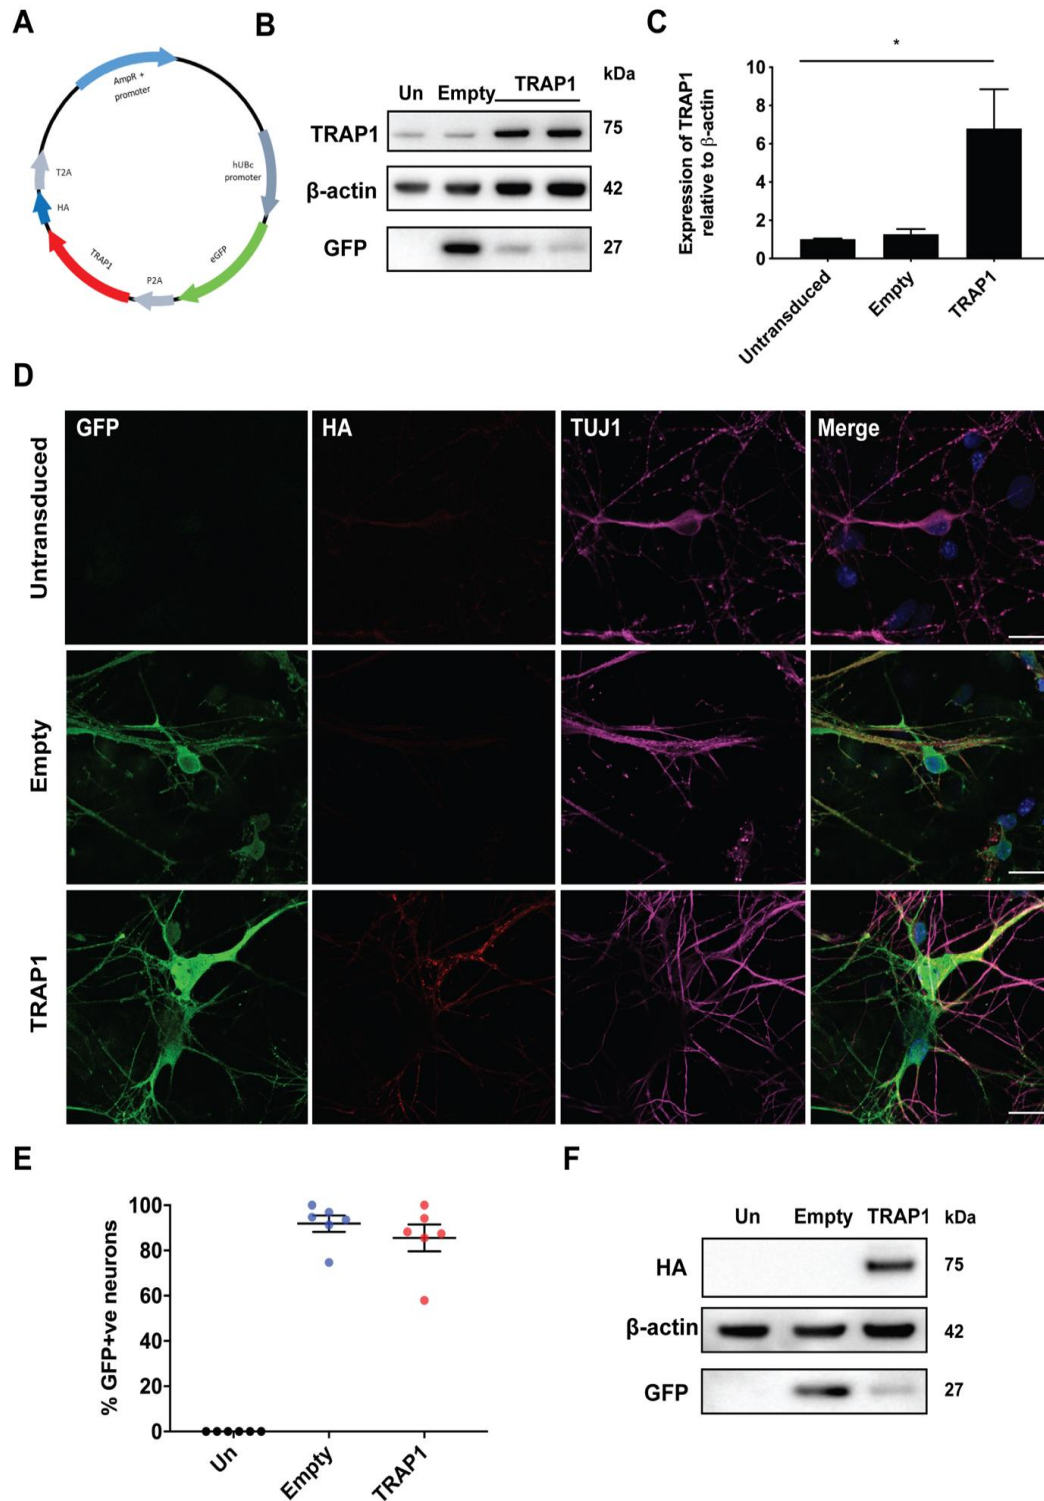 A
AmpR +
promoter
hUBc
promoter
eGFP
P2A
TRAP1
HA
T2A
B
Un Empty TRAP1 kDa
TRAP1 75
β-actin 42
GFP 27
C
*
Expression of TRAP1
relative to β-actin
10
8
6
4
2
0
Untransduced
Empty
TRAP1
D
GFP HA TUJ1 Merge
Untransduced
Empty
TRAP1
E
% GFP+ve neurons
100
80
60
40
20
0
Un
Empty
TRAP1
F
Un Empty TRAP1 kDa
HA 75
β-actin 42
GFP 27